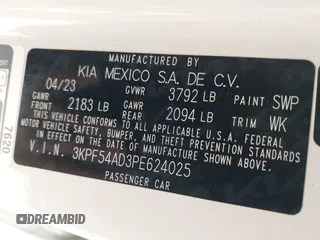 MANUFACTURED BY
KIA MEXICO S.A. DE C.V.
04/23 GVWR 3792 LB PAINT SWP
GAWR FRONT 2183 LB GAWR REAR 2094 LB TRIM WK
THIS VEHICLE CONFORMS TO ALL APPLICABLE U.S.A. FEDERAL
MOTOR VEHICLE SAFETY, BUMPER, AND THEFT PREVENTION
STANDARDS IN EFFECT ON THE DATE OF MANUFACTURE SHOWN ABOVE.
V.I.N. 3KPF54AD3PE624025
PASSENGER CAR
7620
DREAMBID
dreambid.com